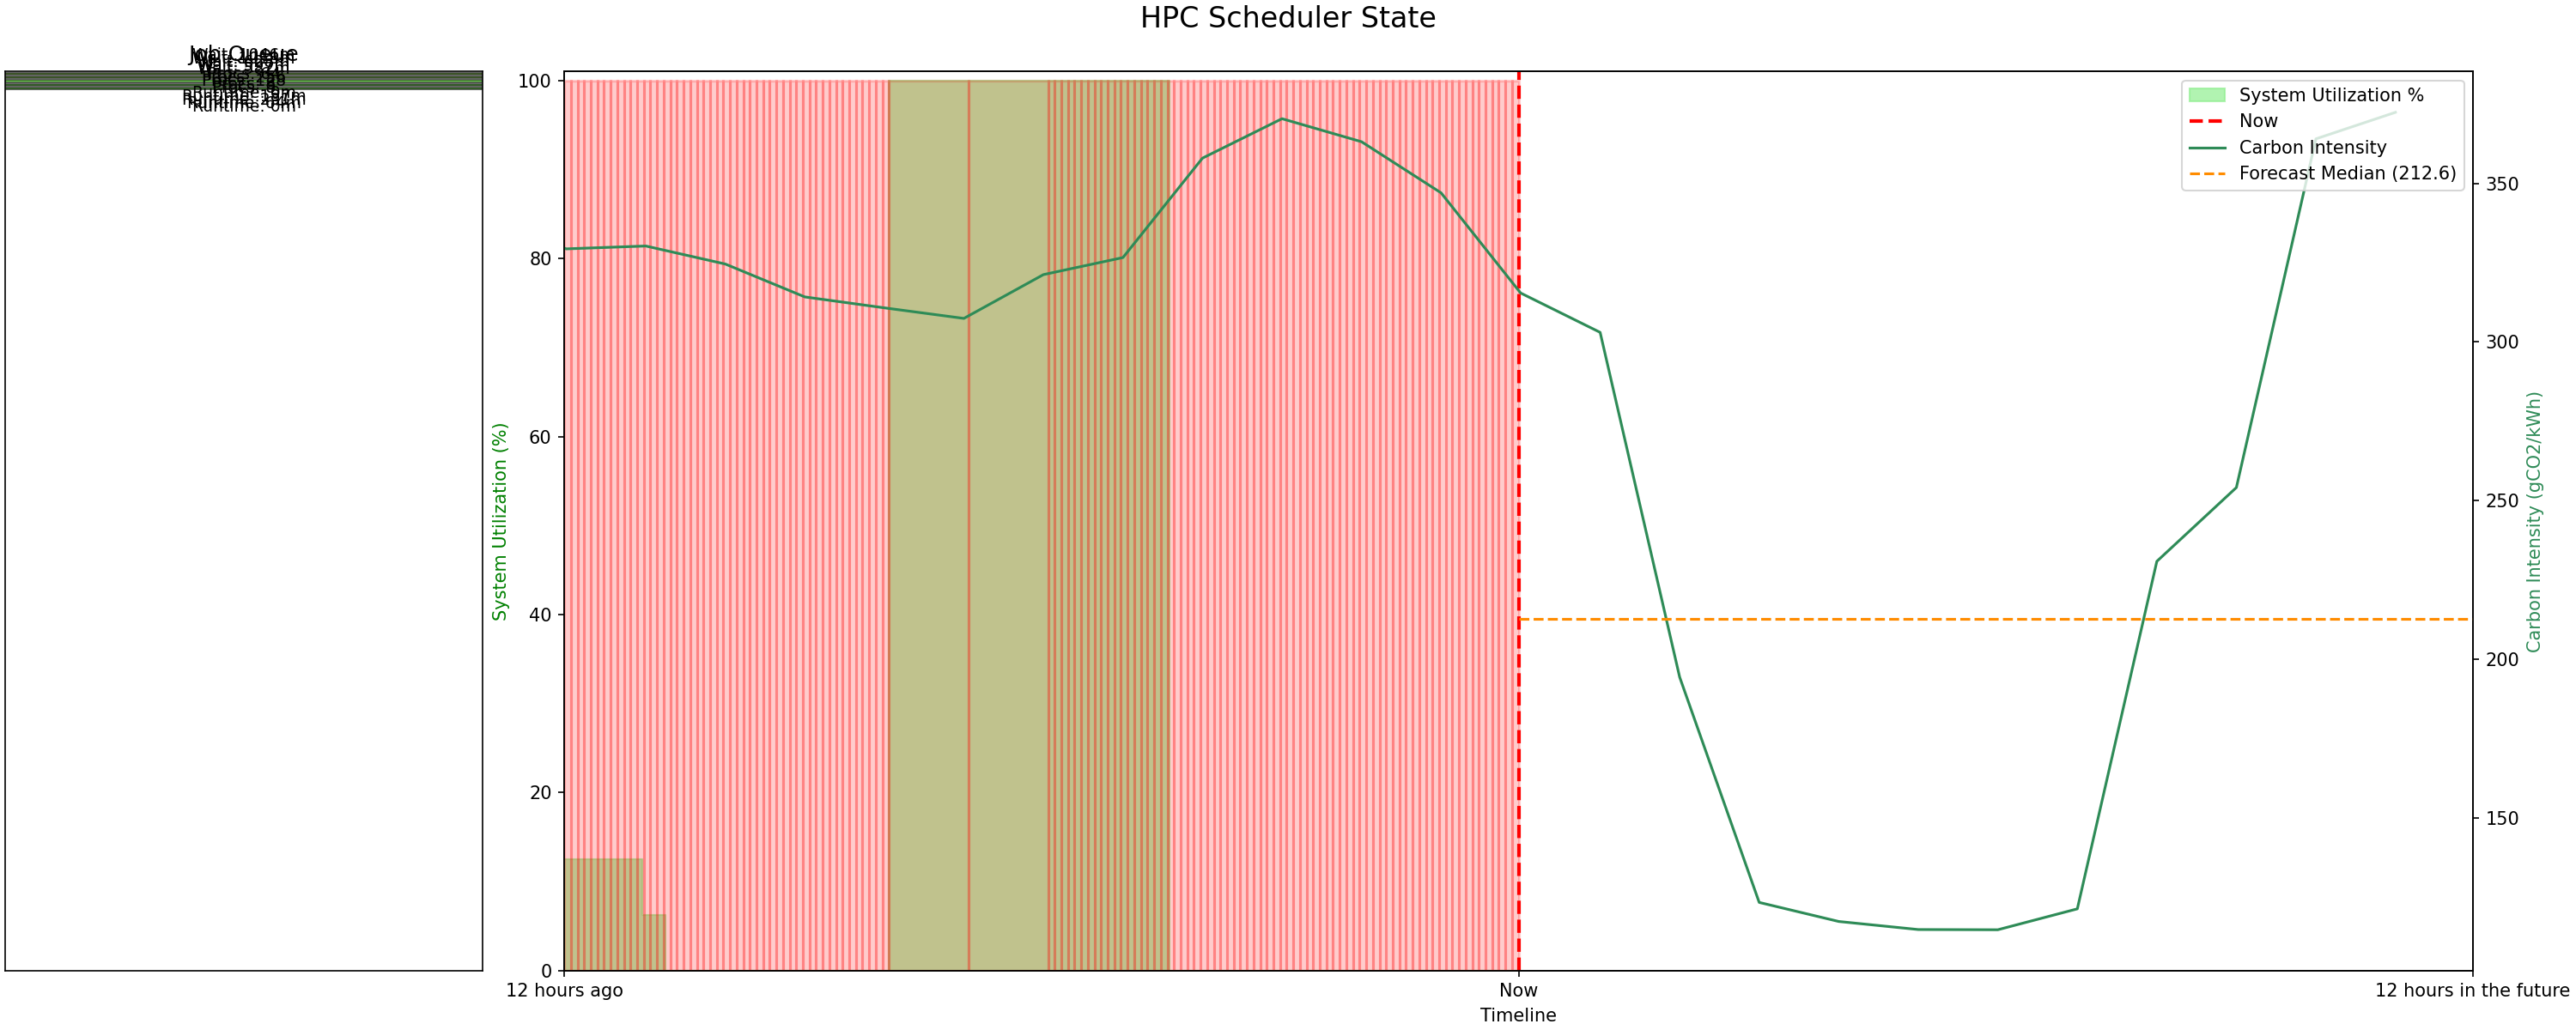 HPC Scheduler State
Job Queue
Runtime: 0m
System Utilization (%)
100
80
60
40
20
0
System Utilization %
Now
Carbon Intensity
Forecast Median (212.6)
350
300
250
200
150
Carbon Intensity (gCO2/kWh)
12 hours ago
Now
12 hours in the future
Timeline